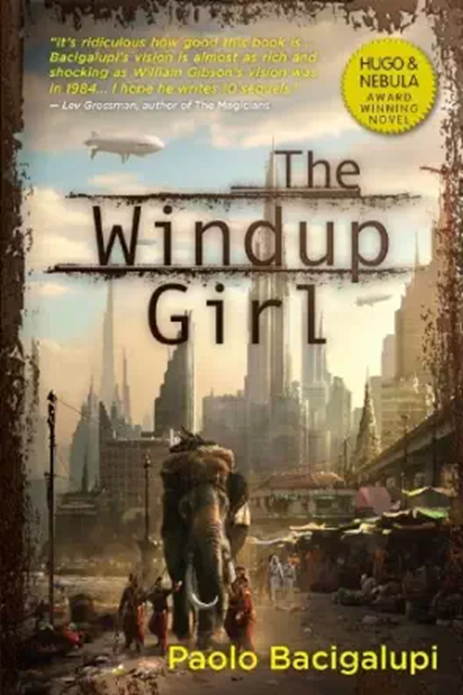 "It's ridiculous how good this book is.
Bacigalupi's vision is almost as rich and
shocking as William Gibson's vision was
in 1984... I hope he writes 10 sequels."
— Lev Grossman, author of The Magicians
HUGO &
NEBULA
AWARD
WINNING
NOVEL
The
Windup
Girl
Paolo Bacigalupi